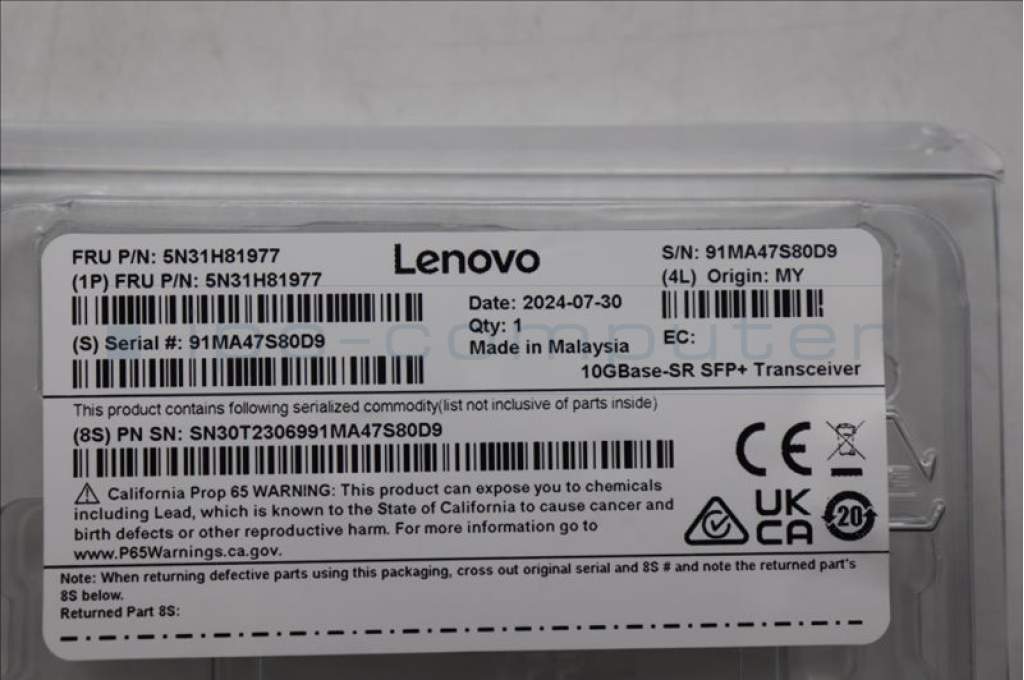 FRU P/N: 5N31H81977
(1P) FRU P/N: 5N31H81977
(S) Serial #: 91MA47S80D9
Lenovo
Date: 2024-07-30
Qty: 1
Made in Malaysia
S/N: 91MA47S80D9
(4L) Origin: MY
EC:
10GBase-SR SFP+ Transceiver
ipc-computer
This product contains following serialized commodity(list not inclusive of parts inside)
(8S) PN SN: SN30T2306991MA47S80D9
California Prop 65 WARNING: This product can expose you to chemicals
including Lead, which is known to the State of California to cause cancer and
birth defects or other reproductive harm. For more information go to
www.P65Warnings.ca.gov.
CE
UK
CA
20
Note: When returning defective parts using this packaging, cross out original serial and 8S # and note the returned part's
8S below.
Returned Part 8S: